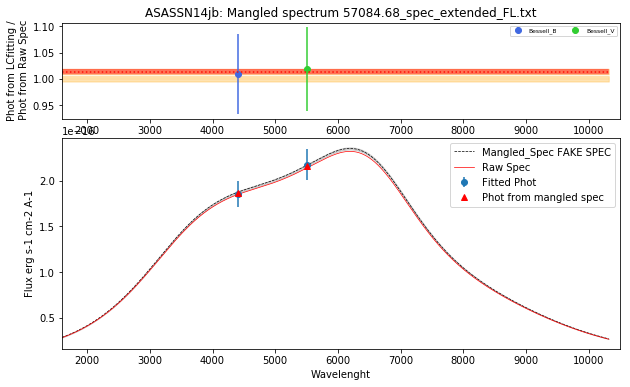 ASASSN14jb: Mangled spectrum 57084.68_spec_extended_FL.txt
Phot from LCfitting /
Phot from Raw Spec
1.10
1.05
1.00
0.95
Bessell_B
Bessell_V
2000 3000 4000 5000 6000 7000 8000 9000 10000
1e−16
Flux erg s-1 cm-2 A-1
2.0
1.5
1.0
0.5
Mangled_Spec FAKE SPEC
Raw Spec
Fitted Phot
Phot from mangled spec
2000 3000 4000 5000 6000 7000 8000 9000 10000
Wavelenght